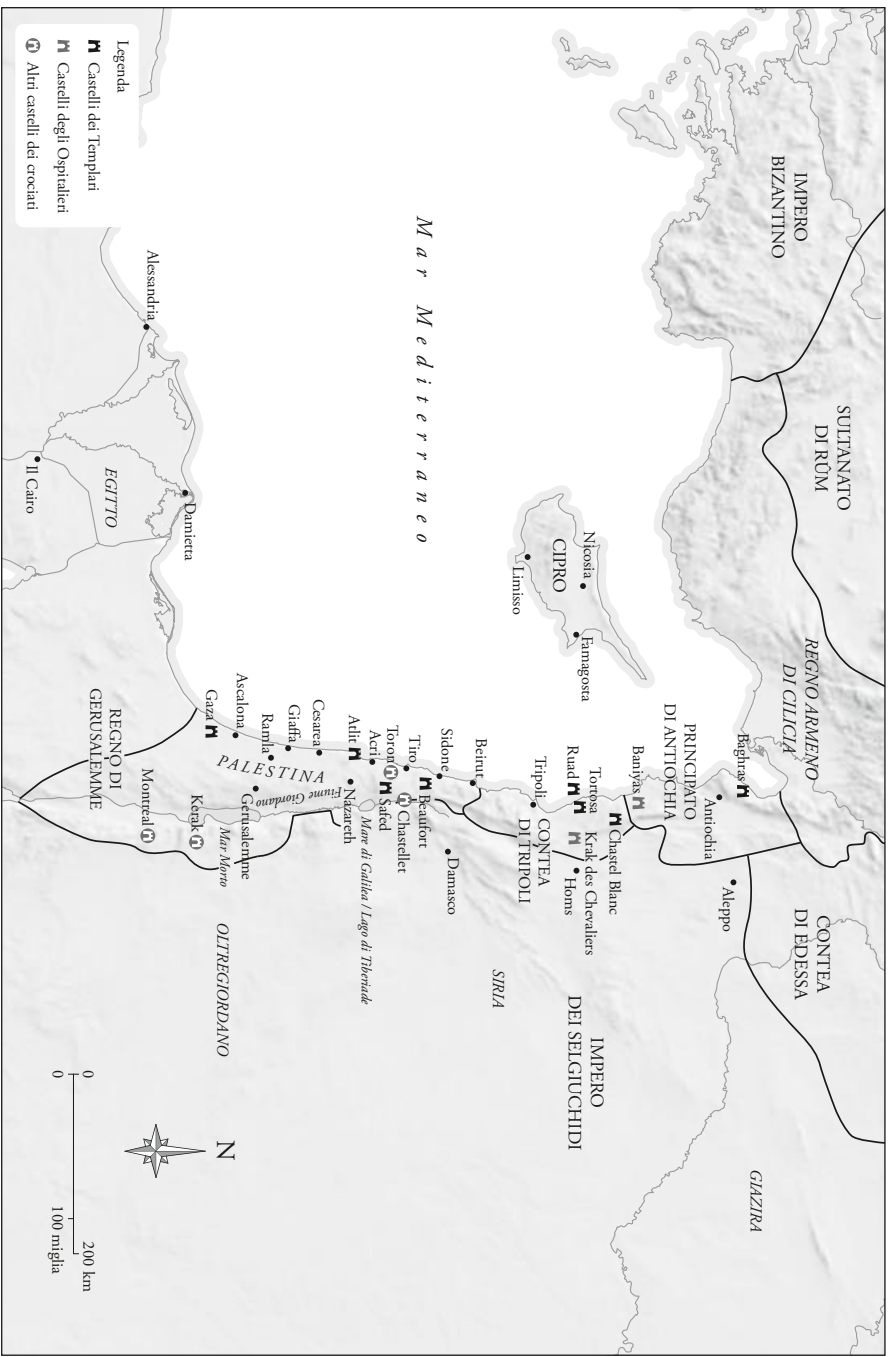 IMPERO
BIZANTINO
SULTANATO
DI RŪM
REGNO ARMENO
DI CILICIA
CONTEA
DI EDESSA
GIAZIRA
Baghras
Antiochia
Aleppo
PRINCIPATO
DI ANTIOCHIA
Baniyas
Chastel Blanc
Tortosa
Krak des Chevaliers
Ruad
Homs
IMPERO
DEI SELGIUCHIDI
Tripoli
CONTEA
DI TRIPOLI
Nicosia
Famagosta
CIPRO
Limisso
SIRIA
Mar Mediterraneo
Beirut
Sidone
Damasco
Tiro
Beaufort
Chastellet
Toron
Safed
Acri
Mare di Galilea / Lago di Tiberiade
Atlit
Nazareth
Fiume Giordano
Cesarea
PALESTINA
Giaffa
Ramla
Gerusalemme
Ascalona
Mar Morto
OLTREGIORDANO
Gaza
Kerak
Montreal
REGNO DI
GERUSALEMME
Alessandria
Damietta
EGITTO
Il Cairo
Legenda
Castelli dei Templari
Castelli degli Ospitalieri
Altri castelli dei crociati
N
0 200 km
0 100 miglia